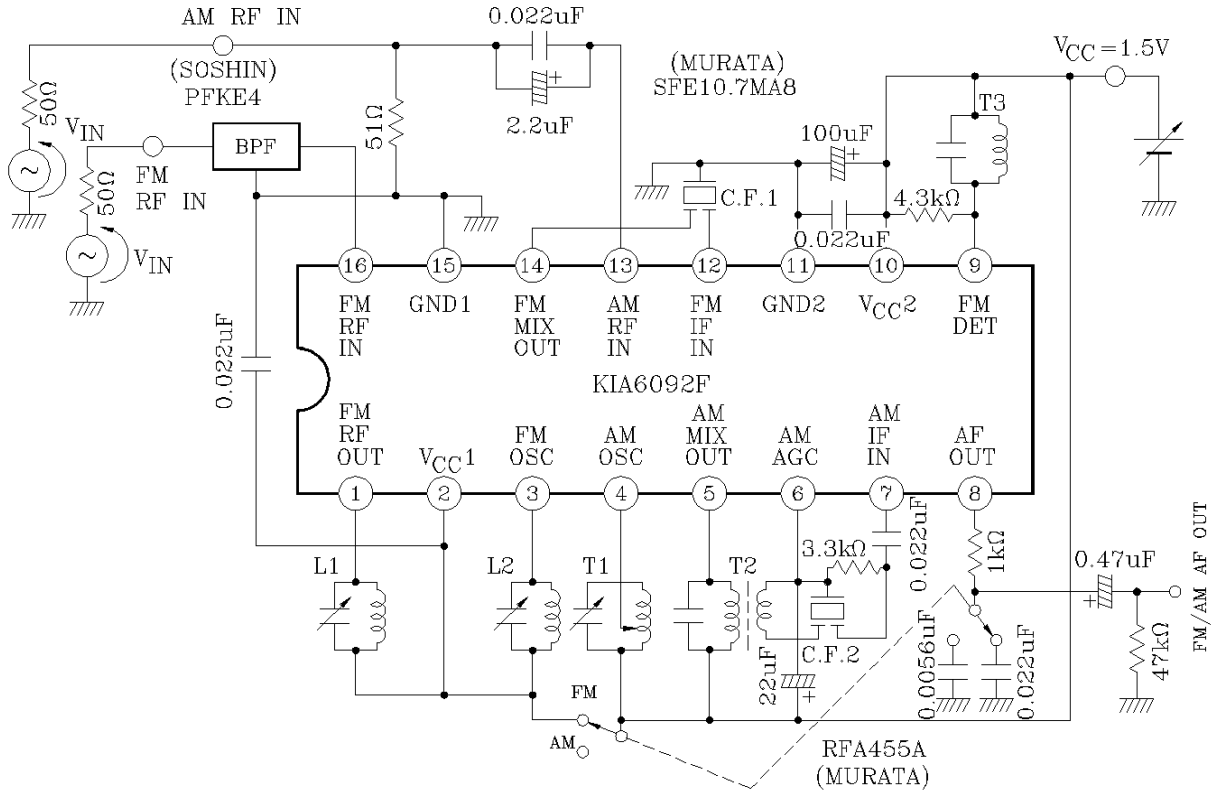 AM RF IN
0.022uF
(SOSHIN)
PFKE4
(MURATA)
SFE10.7MA8
VCC=1.5V
50Ω
VIN
51Ω
2.2uF
T3
100uF
BPF
FM
RF IN
50Ω
C.F.1
4.3kΩ
VIN
0.022uF
16
15
14
13
12
11
10
9
FM
RF
IN
GND1
FM
MIX
OUT
AM
RF
IN
FM
IF
IN
GND2
VCC2
FM
DET
0.022uF
KIA6092F
FM
RF
OUT
VCC1
FM
OSC
AM
OSC
AM
MIX
OUT
AM
AGC
AM
IF
IN
AF
OUT
1
2
3
4
5
6
7
8
0.022uF
1kΩ
L1
L2
T1
T2
3.3kΩ
0.47uF
FM/AM AF OUT
C.F.2
22uF
0.0056uF
0.022uF
47kΩ
FM
AM
RFA455A
(MURATA)